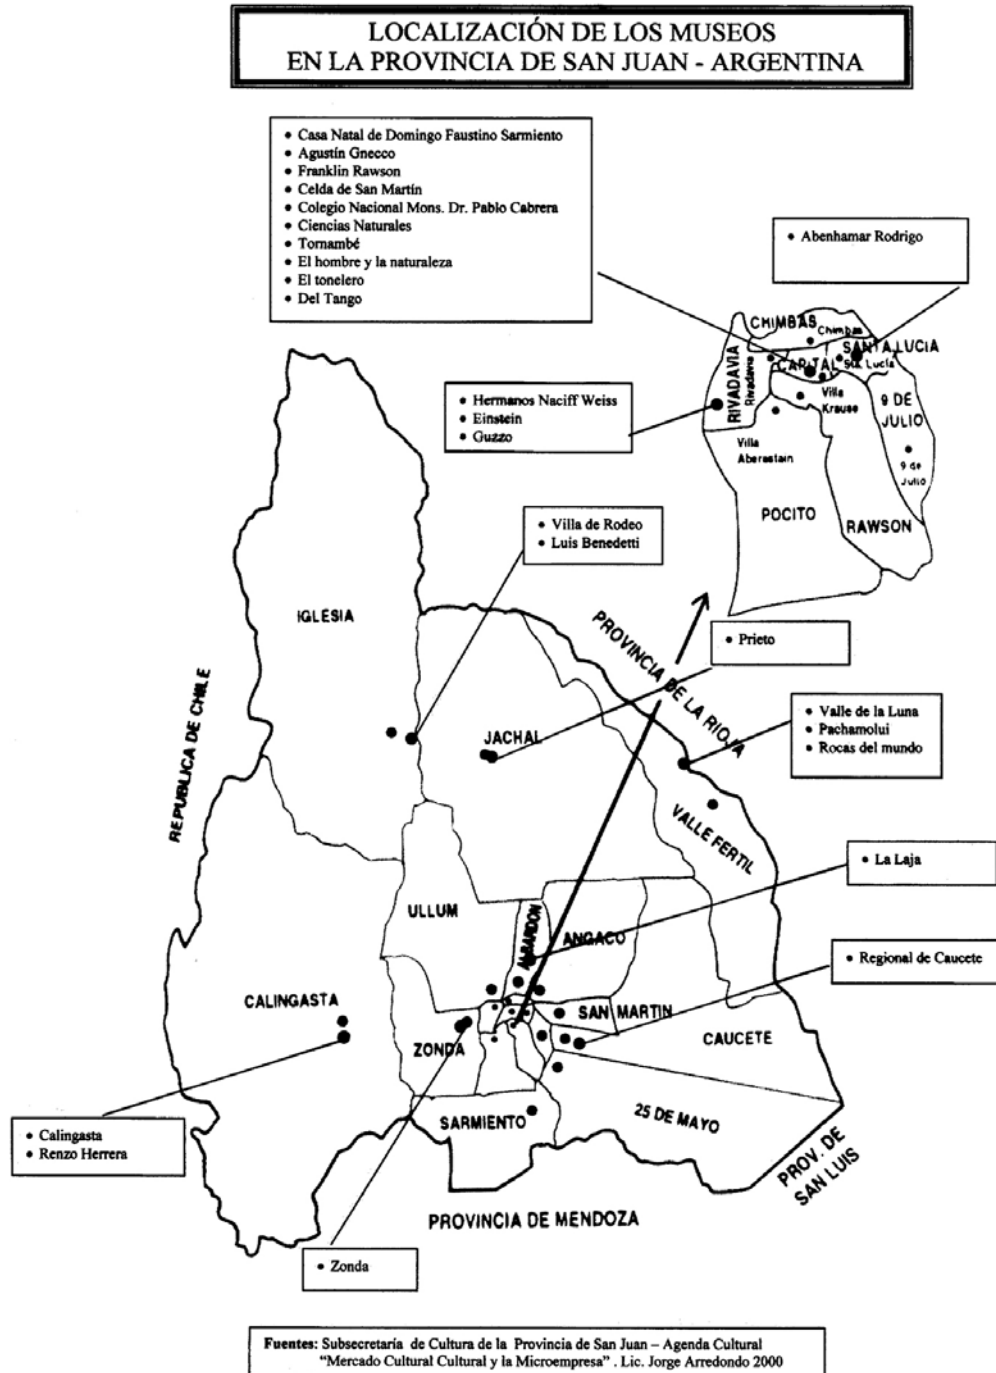 LOCALIZACIÓN DE LOS MUSEOS
EN LA PROVINCIA DE SAN JUAN - ARGENTINA
Casa Natal de Domingo Faustino Sarmiento
Agustín Gnecco
Franklin Rawson
Celda de San Martín
Colegio Nacional Mons. Dr. Pablo Cabrera
Ciencias Naturales
Tornambé
El hombre y la naturaleza
El tonelero
Del Tango
Abenhamar Rodrigo
CHIMBAS
Chimbas
SANTA LUCIA
Sta. Lucía
CAPITAL
RIVADAVIA
Rivadavia
Villa
Krause
9 DE
JULIO
9 de
Julio
Villa
Aberastain
POCITO
RAWSON
Hermanos Naciff Weiss
Einstein
Guzzo
Villa de Rodeo
Luis Benedetti
IGLESIA
PROVINCIA DE LA RIOJA
Prieto
REPUBLICA DE CHILE
JACHAL
Valle de la Luna
Pachamolui
Rocas del mundo
VALLE FERTIL
La Laja
ULLUM
ALBARDON
ANGACO
Regional de Caucete
CALINGASTA
SAN MARTIN
CAUCETE
ZONDA
25 DE MAYO
SARMIENTO
Calingasta
Renzo Herrera
PROV. DE
SAN LUIS
PROVINCIA DE MENDOZA
Zonda
Fuentes: Subsecretaría de Cultura de la Provincia de San Juan – Agenda Cultural
"Mercado Cultural Cultural y la Microempresa" . Lic. Jorge Arredondo 2000